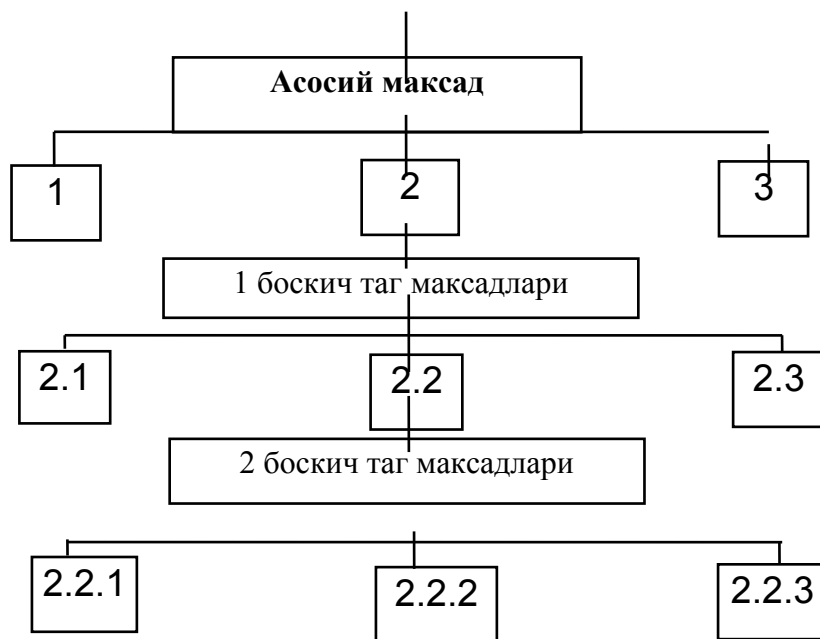 Асосий максад
1 2 3
1 боскич таг максадлари
2.1 2.2 2.3
2 боскич таг максадлари
2.2.1 2.2.2 2.2.3